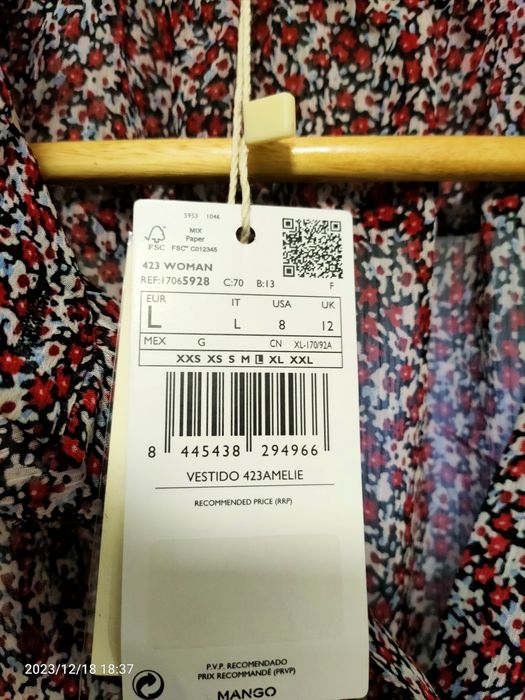 5953 1046
MIX
Paper
FSC
FSC™ C012345
423 WOMAN
REF:17065928 C:70 B:13 F
EUR IT USA UK
L L 8 12
MEX G CN XL-170/92A
XXS XS S M L XL XXL
8 445438 294966
VESTIDO 423AMELIE
RECOMMENDED PRICE (RRP)
P.V.P. RECOMENDADO
PRIX RECOMMANDÉ (PRVP)
MANGO
2023/12/18 18:37